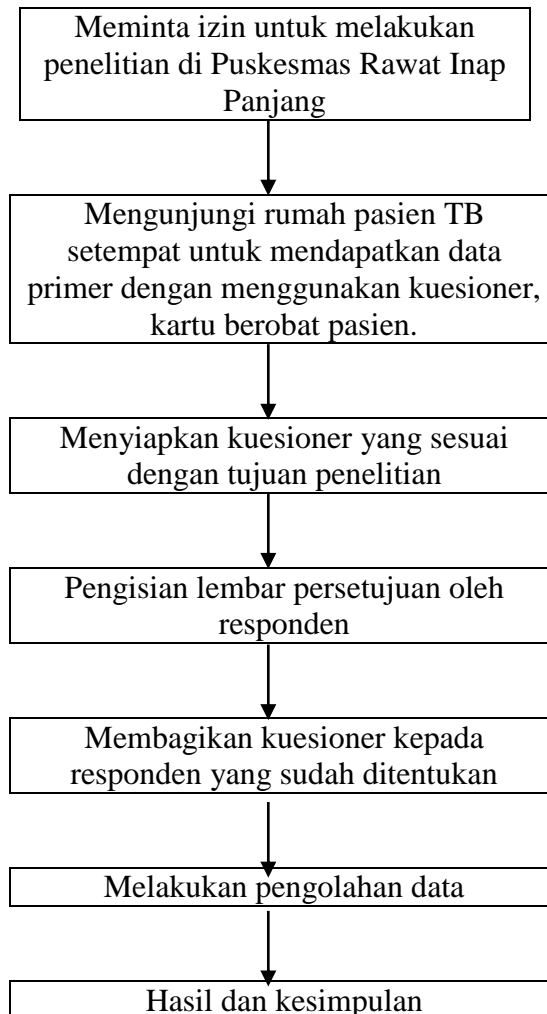 Meminta izin untuk melakukan
penelitian di Puskesmas Rawat Inap
Panjang
Mengunjungi rumah pasien TB
setempat untuk mendapatkan data
primer dengan menggunakan kuesioner,
kartu berobat pasien.
Menyiapkan kuesioner yang sesuai
dengan tujuan penelitian
Pengisian lembar persetujuan oleh
responden
Membagikan kuesioner kepada
responden yang sudah ditentukan
Melakukan pengolahan data
Hasil dan kesimpulan